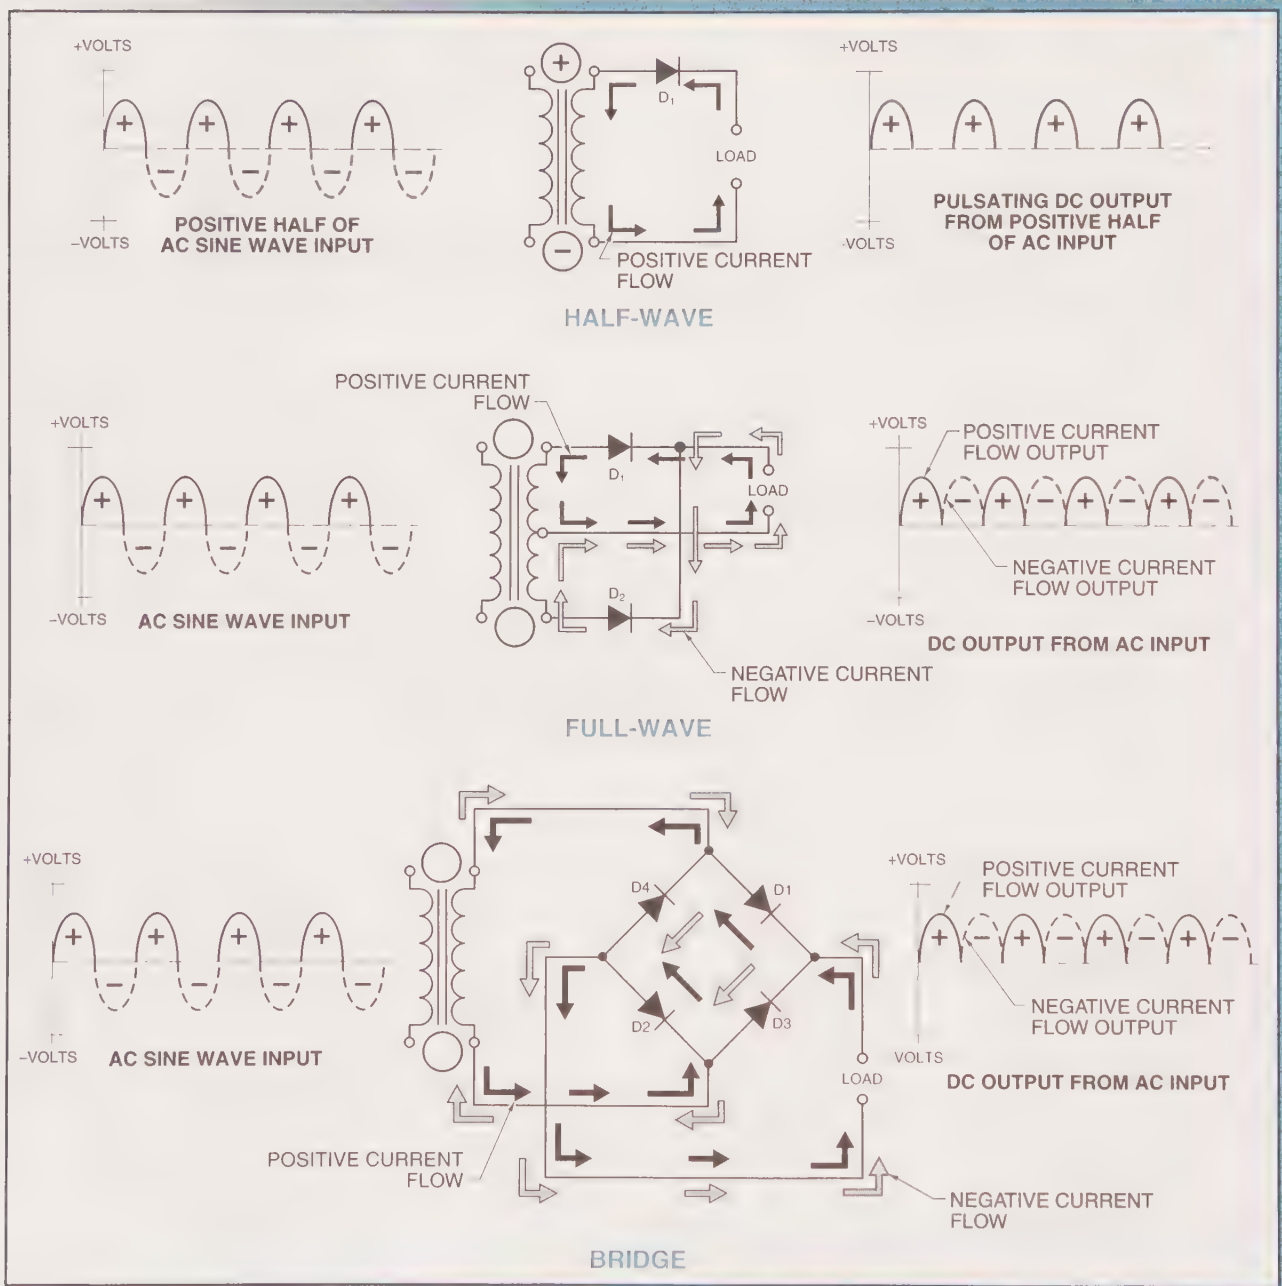 +VOLTS
+
+
+
+
−
−
−
−
−VOLTS
POSITIVE HALF OF
AC SINE WAVE INPUT
+
−
D1
LOAD
POSITIVE CURRENT
FLOW
+VOLTS
+
+
+
+
-VOLTS
PULSATING DC OUTPUT
FROM POSITIVE HALF
OF AC INPUT
HALF-WAVE
+VOLTS
+
+
+
+
−
−
−
−
−VOLTS
AC SINE WAVE INPUT
POSITIVE CURRENT
FLOW
D1
LOAD
D2
NEGATIVE CURRENT
FLOW
+VOLTS
POSITIVE CURRENT
FLOW OUTPUT
+ − + − + − + −
NEGATIVE CURRENT
FLOW OUTPUT
−VOLTS
DC OUTPUT FROM AC INPUT
FULL-WAVE
+VOLTS
+
+
+
+
−
−
−
−
−VOLTS
AC SINE WAVE INPUT
D4
D1
D2
D3
LOAD
POSITIVE CURRENT
FLOW
NEGATIVE CURRENT
FLOW
+VOLTS
POSITIVE CURRENT
FLOW OUTPUT
+ − + − + − + −
NEGATIVE CURRENT
FLOW OUTPUT
VOLTS
DC OUTPUT FROM AC INPUT
BRIDGE